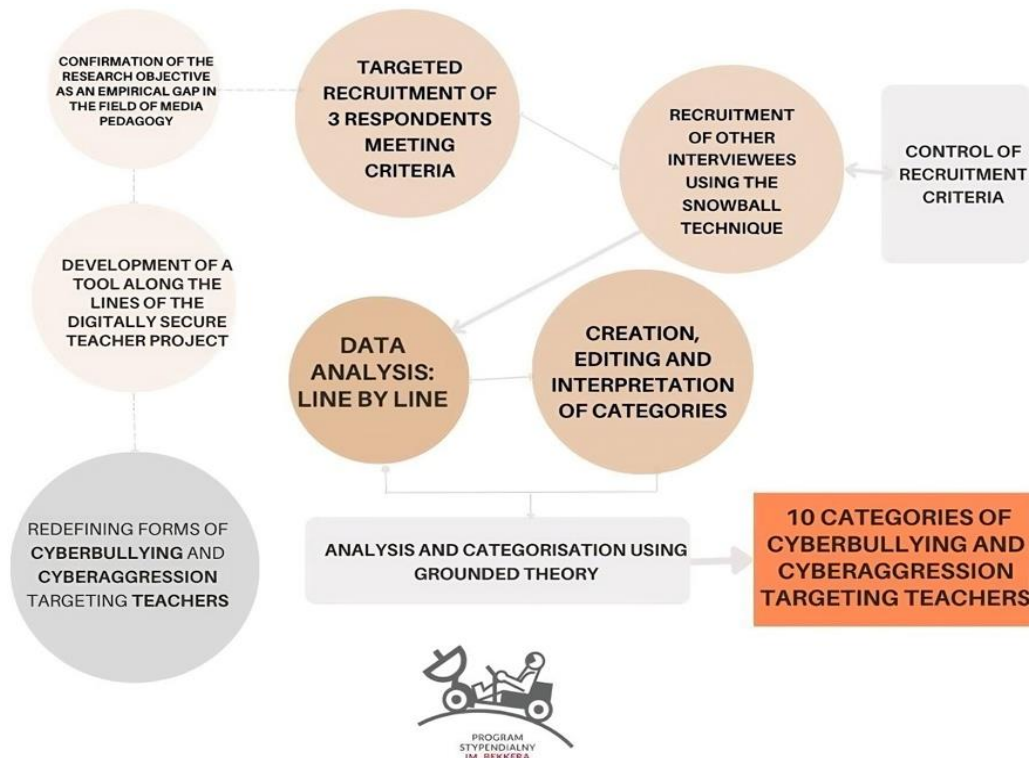 CONFIRMATION OF THE
RESEARCH OBJECTIVE
AS AN EMPIRICAL GAP IN
THE FIELD OF MEDIA
PEDAGOGY
TARGETED
RECRUITMENT OF
3 RESPONDENTS
MEETING
CRITERIA
RECRUITMENT
OF OTHER
INTERVIEWEES
USING THE
SNOWBALL
TECHNIQUE
CONTROL OF
RECRUITMENT
CRITERIA
DEVELOPMENT OF A
TOOL ALONG THE
LINES OF THE
DIGITALLY SECURE
TEACHER PROJECT
DATA
ANALYSIS:
LINE BY LINE
CREATION,
EDITING AND
INTERPRETATION
OF CATEGORIES
REDEFINING FORMS OF
CYBERBULLYING AND
CYBERAGGRESSION
TARGETING TEACHERS
ANALYSIS AND CATEGORISATION USING
GROUNDED THEORY
10 CATEGORIES OF
CYBERBULLYING AND
CYBERAGGRESSION
TARGETING TEACHERS
PROGRAM
STYPENDIALNY
IM. BEKKERA